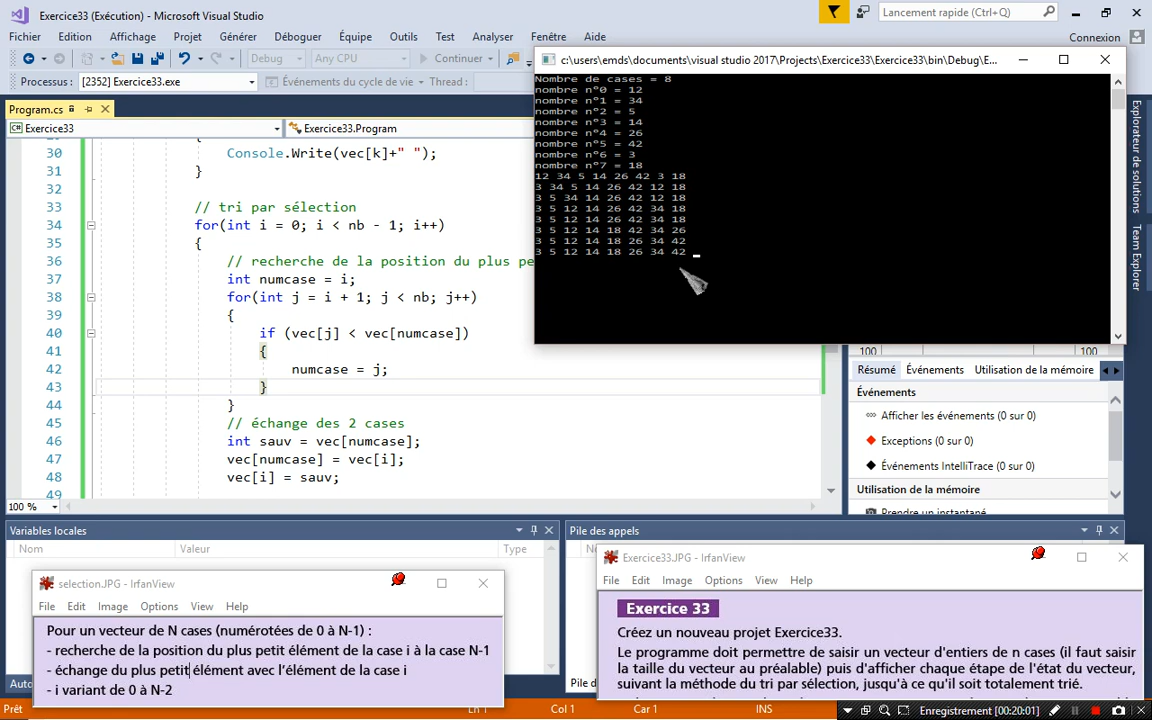 Exercice33 (Exécution) - Microsoft Visual Studio
Lancement rapide (Ctrl+Q)
Fichier Edition Affichage Projet Générer Déboguer Équipe Outils Test Analyser Fenêtre Aide
Connexion
Debug Any CPU Continuer
Processus : [2352] Exercice33.exe Événements du cycle de vie Thread :
Program.cs
Exercice33 Exercice33.Program
30 Console.Write(vec[k]+" ");
31 }
32
33 // tri par sélection
34 for(int i = 0; i < nb - 1; i++)
35 {
36 // recherche de la position du plus pe
37 int numcase = i;
38 for(int j = i + 1; j < nb; j++)
39 {
40 if (vec[j] < vec[numcase])
41 {
42 numcase = j;
43 }
44 }
45 // échange des 2 cases
46 int sauv = vec[numcase];
47 vec[numcase] = vec[i];
48 vec[i] = sauv;
49
100 %
c:\users\emds\documents\visual studio 2017\Projects\Exercice33\Exercice33\bin\Debug\E...
Nombre de cases = 8
nombre n°0 = 12
nombre n°1 = 34
nombre n°2 = 5
nombre n°3 = 14
nombre n°4 = 26
nombre n°5 = 42
nombre n°6 = 3
nombre n°7 = 18
12 34 5 14 26 42 3 18
3 34 5 14 26 42 12 18
3 5 34 14 26 42 12 18
3 5 12 14 26 42 34 18
3 5 12 14 26 42 34 18
3 5 12 14 18 42 34 26
3 5 12 14 18 26 34 42
3 5 12 14 18 26 34 42
Explorateur de solutions
Team Explorer
100 100
Résumé Événements Utilisation de la mémoire
Événements
Afficher les événements (0 sur 0)
Exceptions (0 sur 0)
Événements IntelliTrace (0 sur 0)
Utilisation de la mémoire
Prendre un instantané
Variables locales
Nom Valeur Type
Pile des appels
selection.JPG - IrfanView
File Edit Image Options View Help
Pour un vecteur de N cases (numérotées de 0 à N-1) :
- recherche de la position du plus petit élément de la case i à la case N-1
- échange du plus petit élément avec l'élément de la case i
- i variant de 0 à N-2
Exercice33.JPG - IrfanView
File Edit Image Options View Help
Exercice 33
Créez un nouveau projet Exercice33.
Le programme doit permettre de saisir un vecteur d'entiers de n cases (il faut saisir
la taille du vecteur au préalable) puis d'afficher chaque étape de l'état du vecteur,
suivant la méthode du tri par sélection, jusqu'à ce qu'il soit totalement trié.
Prêt Ln 1 Col 1 Car 1 INS
Enregistrement [00:20:01]